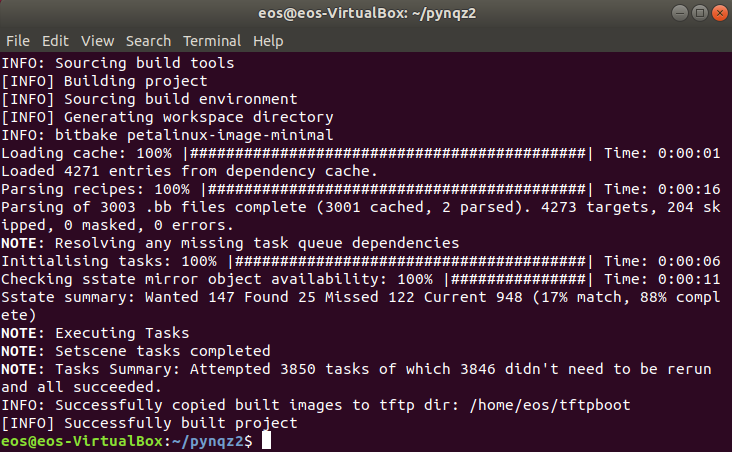 eos@eos-VirtualBox: ~/pynqz2
File Edit View Search Terminal Help
INFO: Sourcing build tools
[INFO] Building project
[INFO] Sourcing build environment
[INFO] Generating workspace directory
INFO: bitbake petalinux-image-minimal
Loading cache: 100% |############################################| Time: 0:00:01
Loaded 4271 entries from dependency cache.
Parsing recipes: 100% |##########################################| Time: 0:00:16
Parsing of 3003 .bb files complete (3001 cached, 2 parsed). 4273 targets, 204 sk
ipped, 0 masked, 0 errors.
NOTE: Resolving any missing task queue dependencies
Initialising tasks: 100% |#######################################| Time: 0:00:06
Checking sstate mirror object availability: 100% |###############| Time: 0:00:11
Sstate summary: Wanted 147 Found 25 Missed 122 Current 948 (17% match, 88% compl
ete)
NOTE: Executing Tasks
NOTE: Setscene tasks completed
NOTE: Tasks Summary: Attempted 3850 tasks of which 3846 didn't need to be rerun
and all succeeded.
INFO: Successfully copied built images to tftp dir: /home/eos/tftpboot
[INFO] Successfully built project
eos@eos-VirtualBox:~/pynqz2$